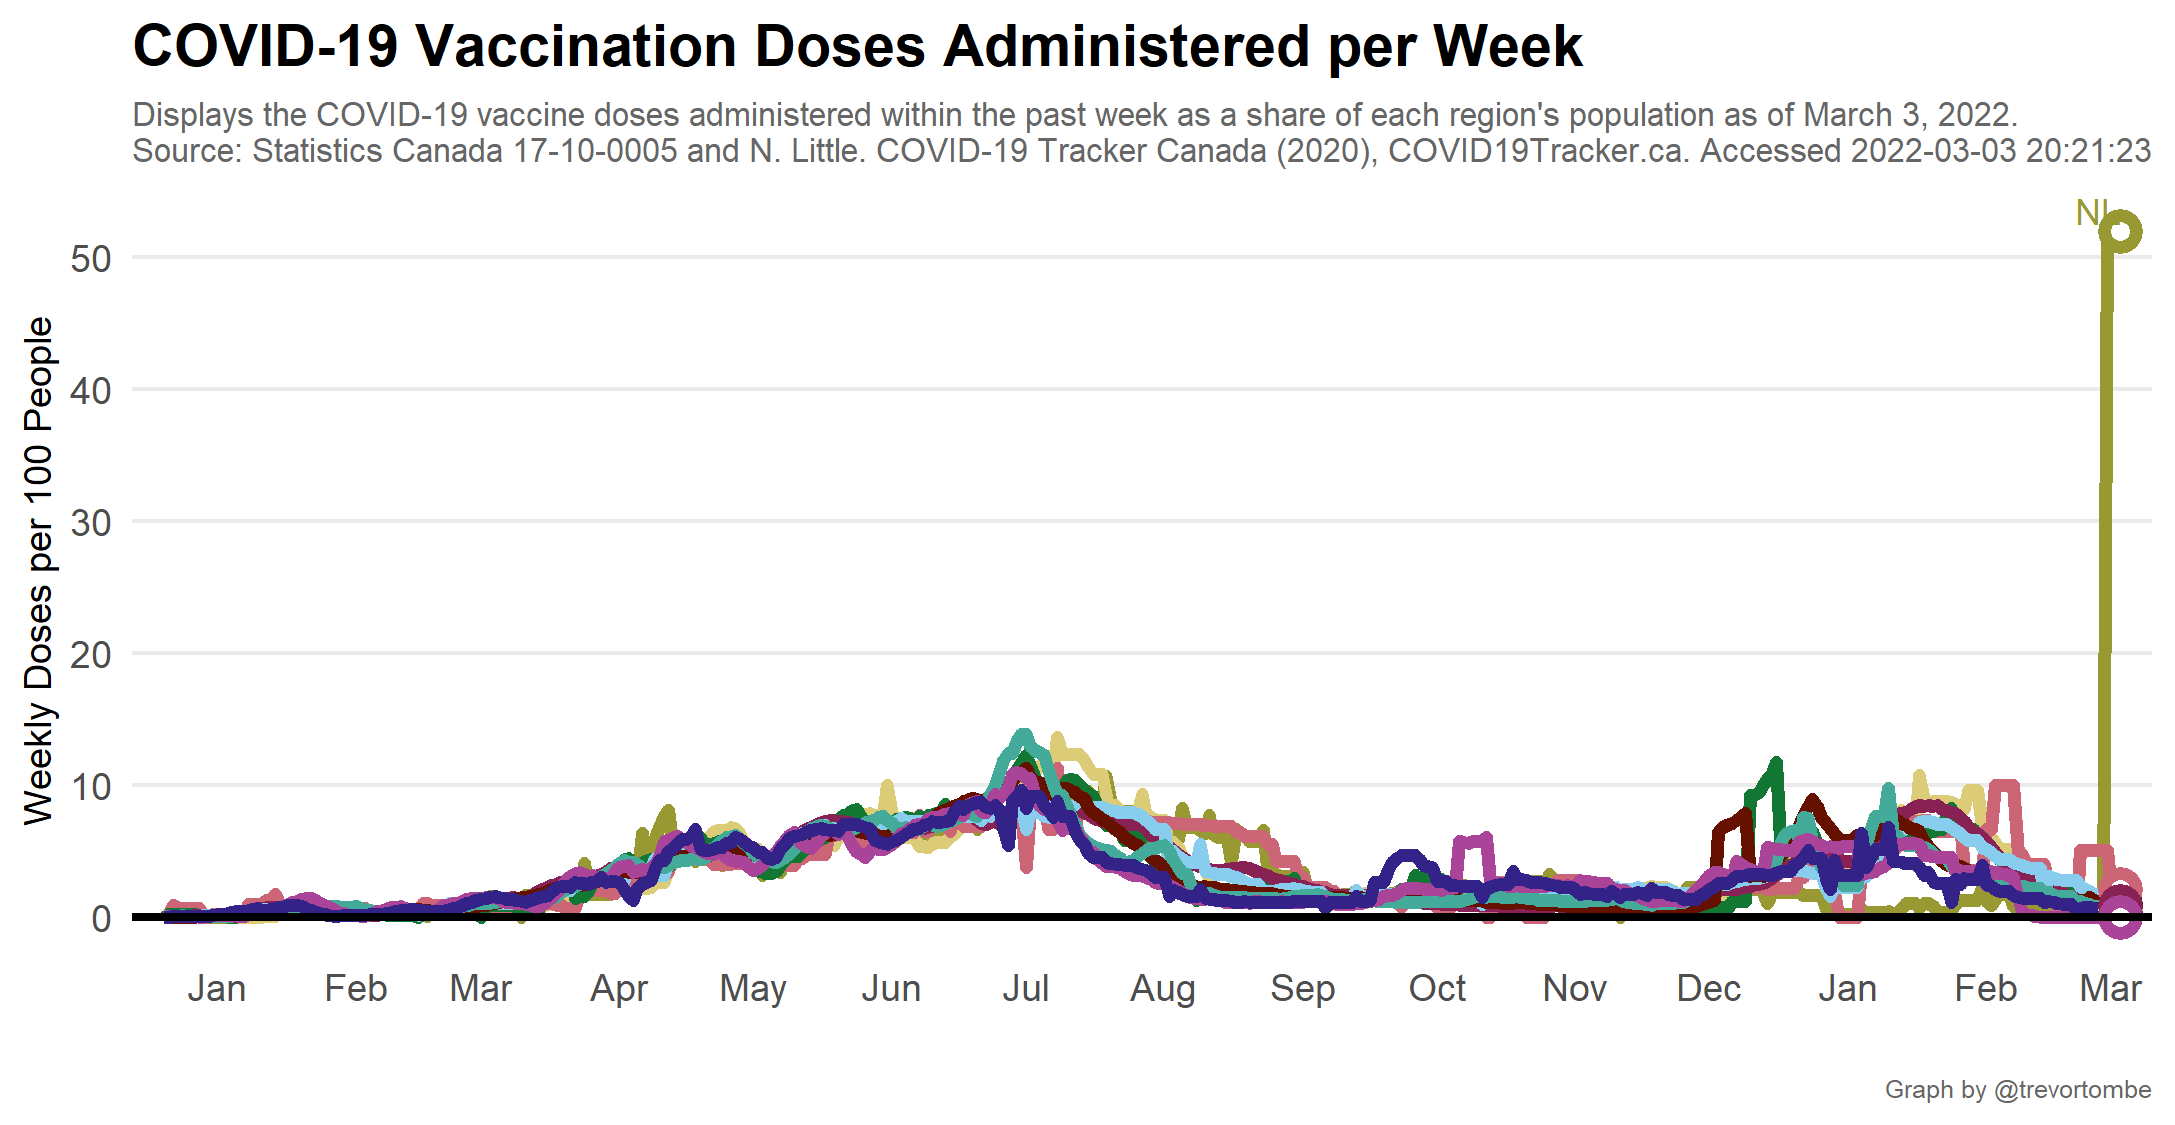 COVID-19 Vaccination Doses Administered per Week
Displays the COVID-19 vaccine doses administered within the past week as a share of each region's population as of March 3, 2022.
Source: Statistics Canada 17-10-0005 and N. Little. COVID-19 Tracker Canada (2020), COVID19Tracker.ca. Accessed 2022-03-03 20:21:23
NL
Weekly Doses per 100 People
50
40
30
20
10
0
Jan Feb Mar Apr May Jun Jul Aug Sep Oct Nov Dec Jan Feb Mar
Graph by @trevortombe